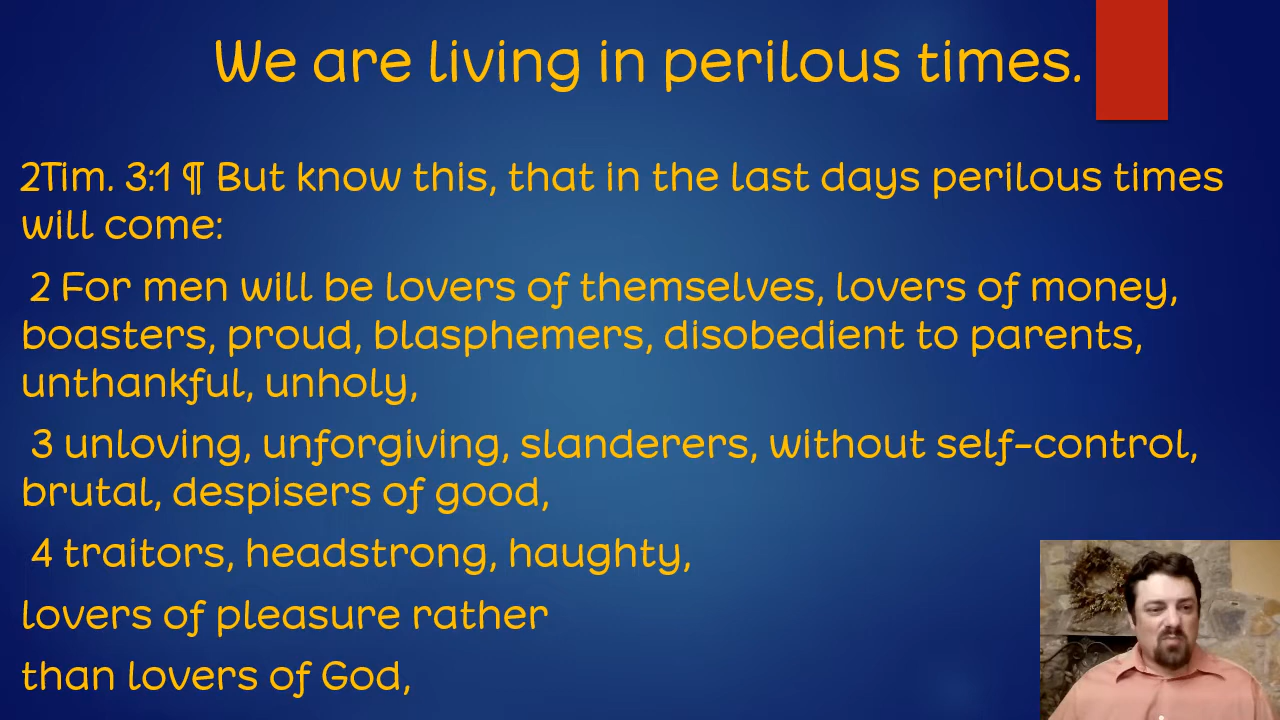 We are living in perilous times.
2Tim. 3:1 ¶ But know this, that in the last days perilous times
will come:
2 For men will be lovers of themselves, lovers of money,
boasters, proud, blasphemers, disobedient to parents,
unthankful, unholy,
3 unloving, unforgiving, slanderers, without self-control,
brutal, despisers of good,
4 traitors, headstrong, haughty,
lovers of pleasure rather
than lovers of God,